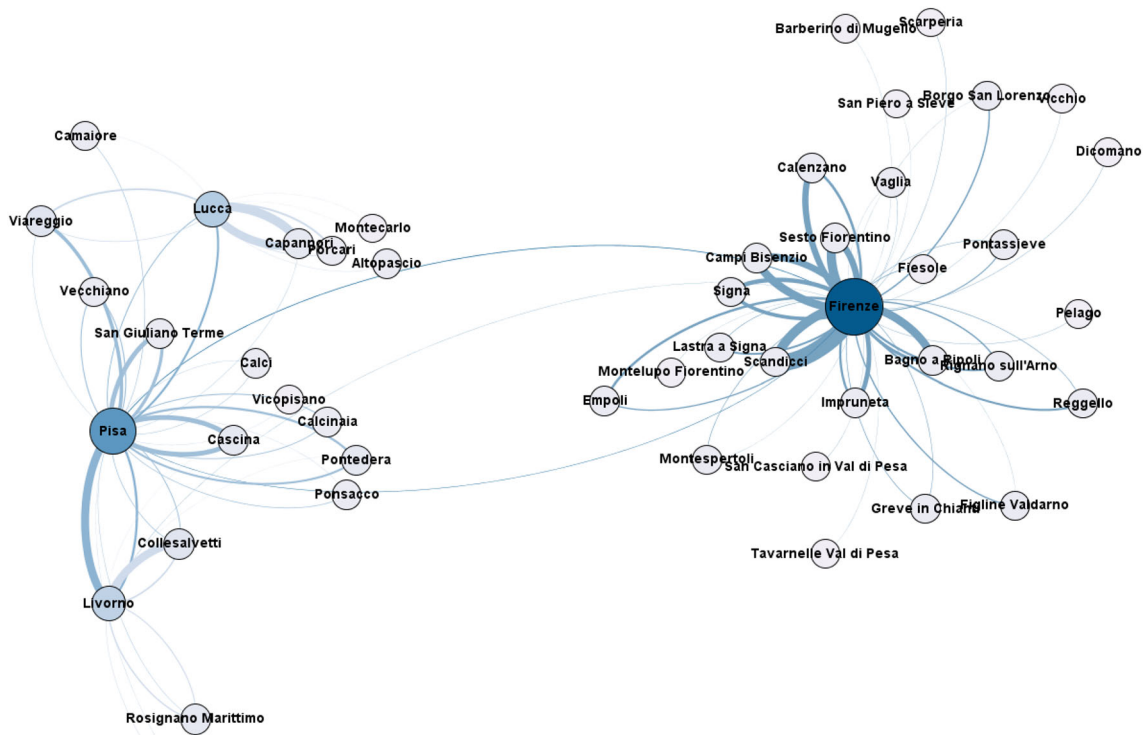 Barberino di Mugello
Scarperia
San Piero a Sieve
Borgo San Lorenzo
Vicchio
Camaiore
Dicomano
Calenzano
Vaglia
Viareggio
Lucca
Montecarlo
Capannori
Porcari
Altopascio
Sesto Fiorentino
Pontassieve
Campi Bisenzio
Fiesole
Vecchiano
Signa
Firenze
Pelago
San Giuliano Terme
Lastra a Signa
Calci
Scandicci
Bagno a Ripoli
Rignano sull'Arno
Montelupo Fiorentino
Vicopisano
Empoli
Impruneta
Reggello
Calcinaia
Pisa
Cascina
Pontedera
Montespertoli
San Casciano in Val di Pesa
Ponsacco
Greve in Chianti
Figline Valdarno
Collesalvetti
Tavarnelle Val di Pesa
Livorno
Rosignano Marittimo